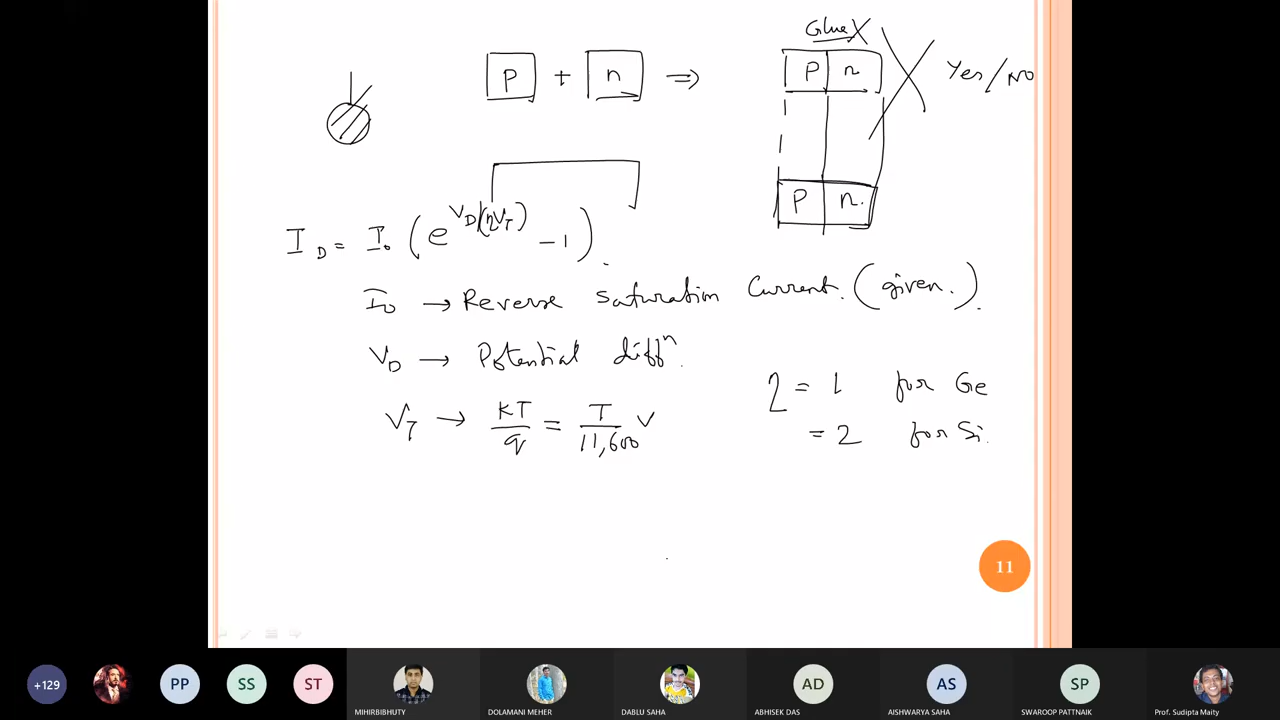 Glue X
p + n ⇒ p n Yes/No
p n
I_D = I_0 (e^{V_D/(ηV_T)} - 1).
I_0 → Reverse Saturation Current. (given.)
V_D → Potential diffⁿ.
V_T → kT/q = T/11,600 V
η = 1 for Ge
= 2 for Si.
11
+129
PP
SS
ST
AD
AS
SP
MIHIRBIBHUTY
DOLAMANI MEHER
DABLU SAHA
ABHISEK DAS
AISHWARYA SAHA
SWAROOP PATTNAIK
Prof. Sudipta Maity